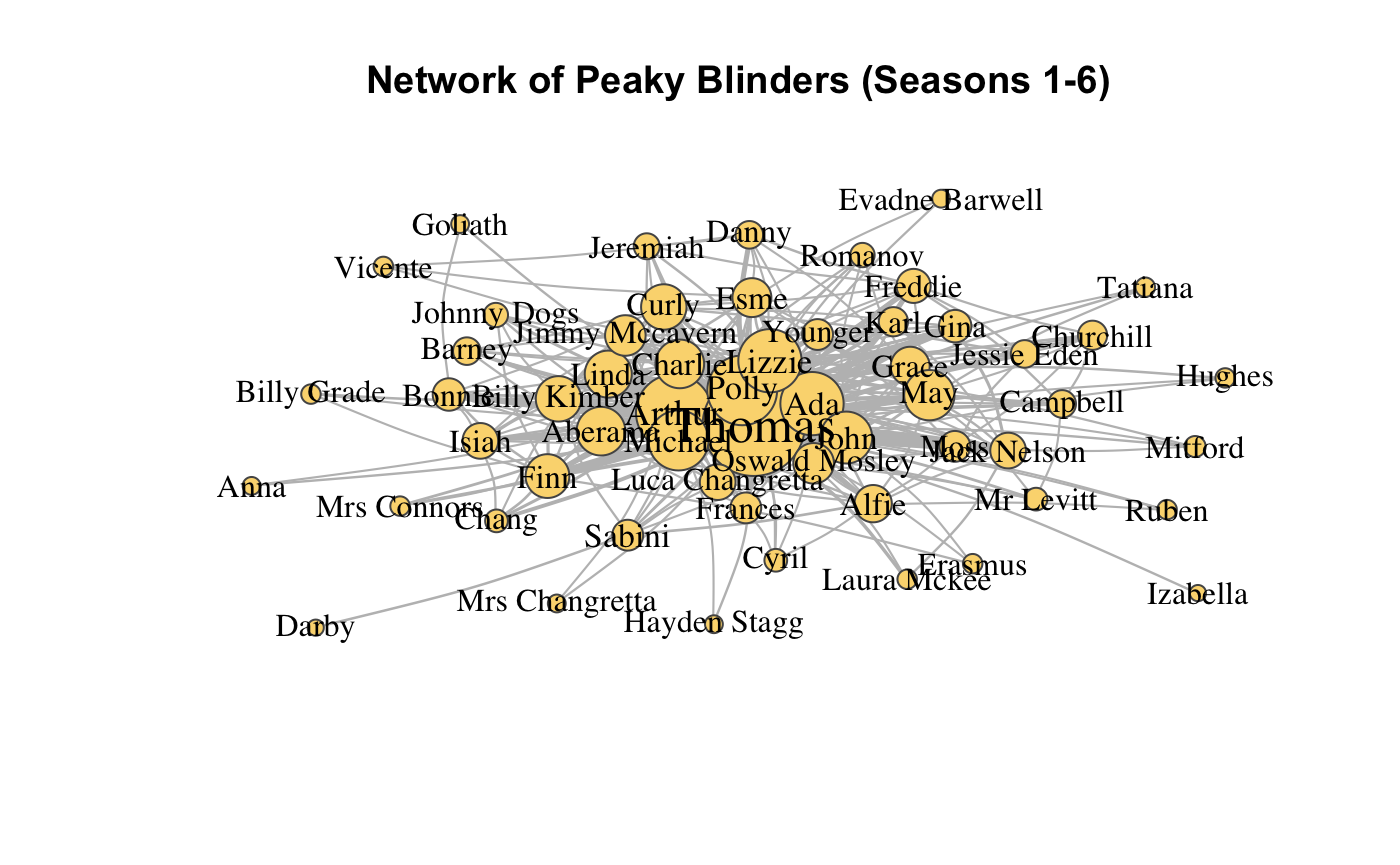 Network of Peaky Blinders (Seasons 1-6)
Evadne Barwell
Goliath
Danny
Jeremiah
Romanov
Vicente
Freddie
Tatiana
Esme
Curly
Johnny Dogs
Karl
Gina
Jimmy Mccavern
Younger
Churchill
Barney
Jessie Eden
Charlie
Lizzie
Grace
Linda
Hughes
Polly
Billy Grade
May
Bonnie
Billy Kimber
Campbell
Ada
Arthur
Thomas
Aberama
John
Isiah
Michael
Moss
Mitford
Jack Nelson
Oswald Mosley
Finn
Luca Changretta
Anna
Mr Levitt
Mrs Connors
Alfie
Frances
Ruben
Chang
Sabini
Cyril
Erasmus
Laura Mckee
Izabella
Mrs Changretta
Hayden Stagg
Darby